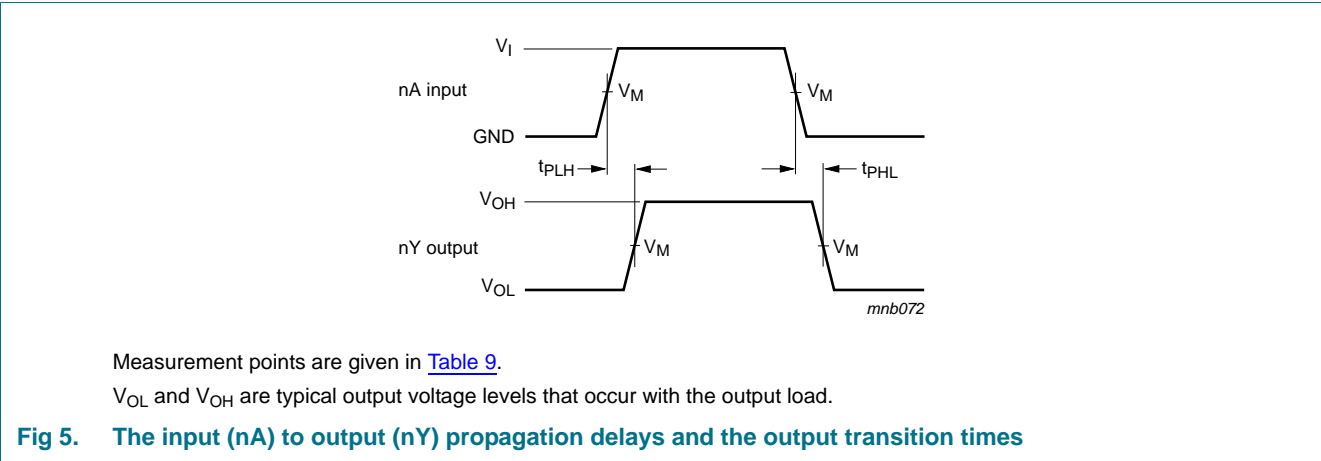 VI
nA input
VM
VM
GND
tPLH
tPHL
VOH
nY output
VM
VM
VOL
mnb072
Measurement points are given in Table 9.
VOL and VOH are typical output voltage levels that occur with the output load.
Fig 5. The input (nA) to output (nY) propagation delays and the output transition times